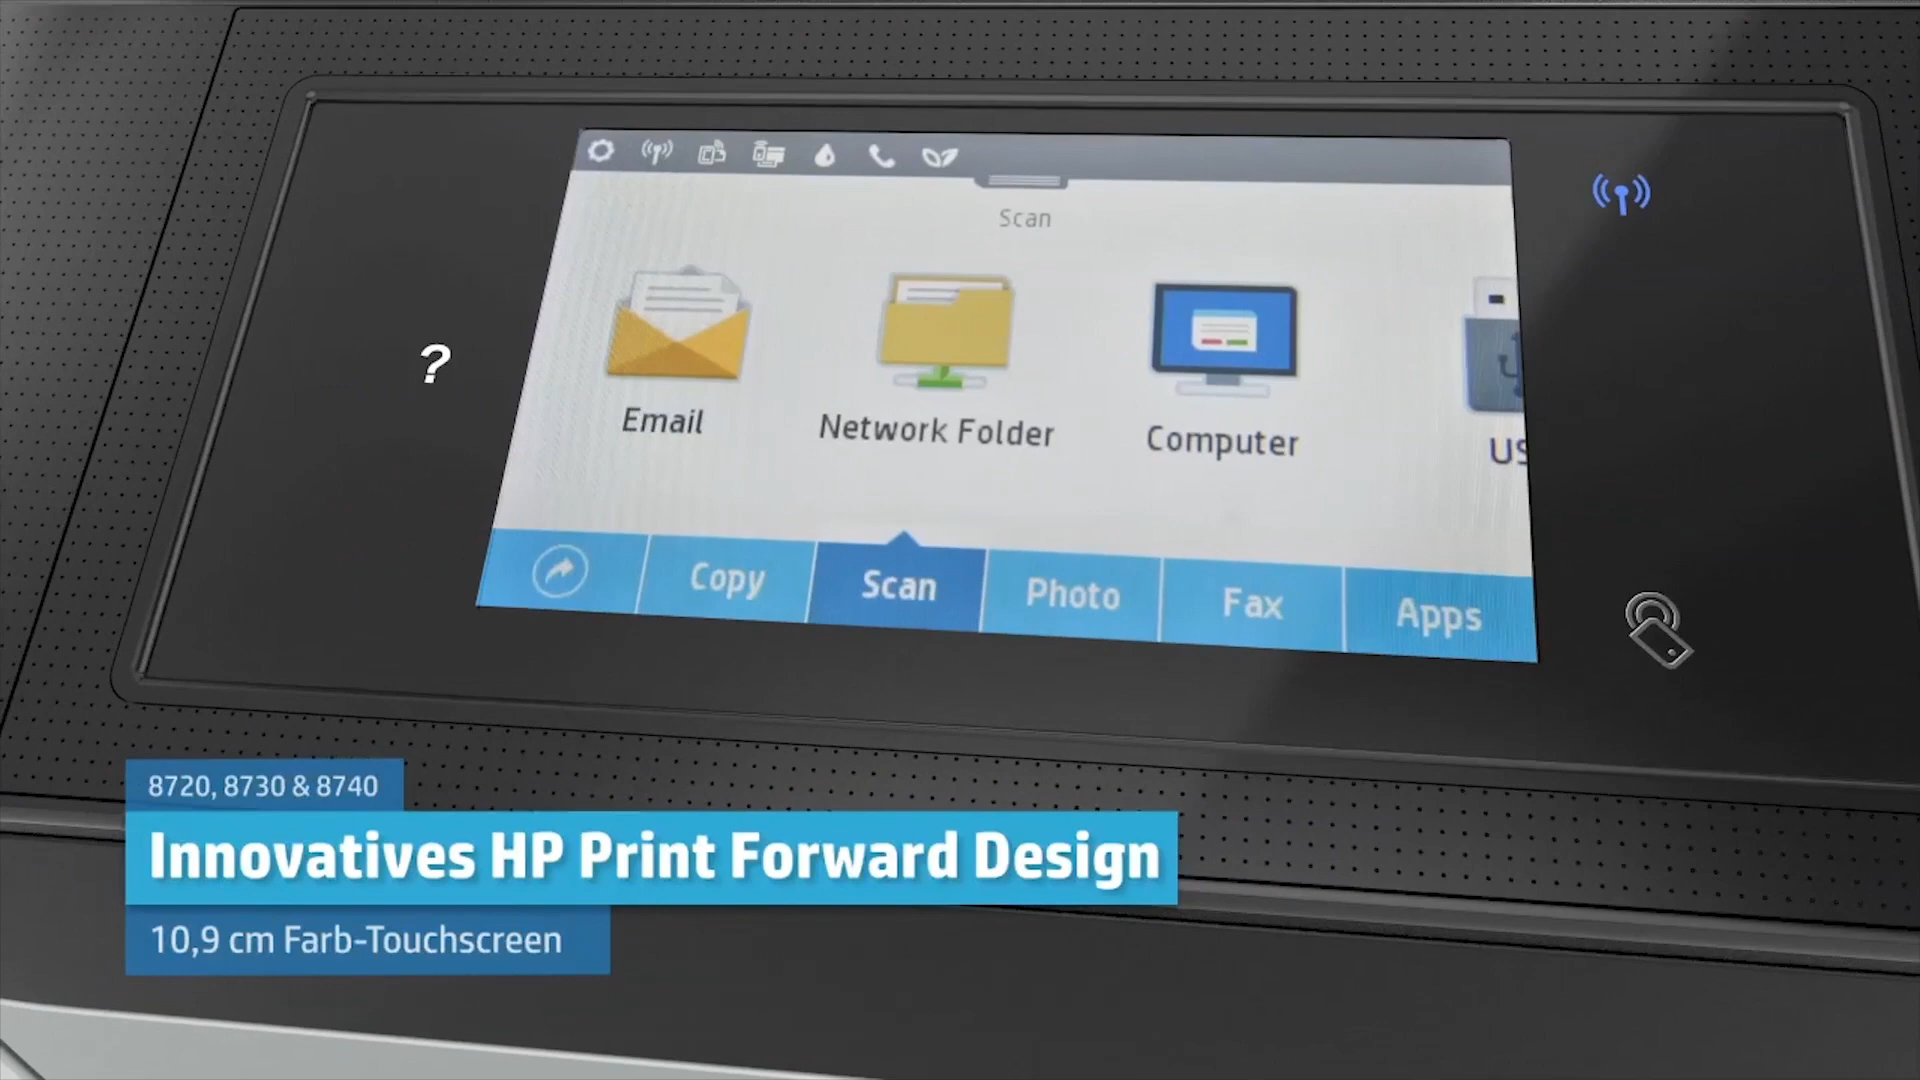 Scan
Email
Network Folder
Computer
Copy
Scan
Photo
Fax
Apps
?
8720, 8730 & 8740
Innovatives HP Print Forward Design
10,9 cm Farb-Touchscreen